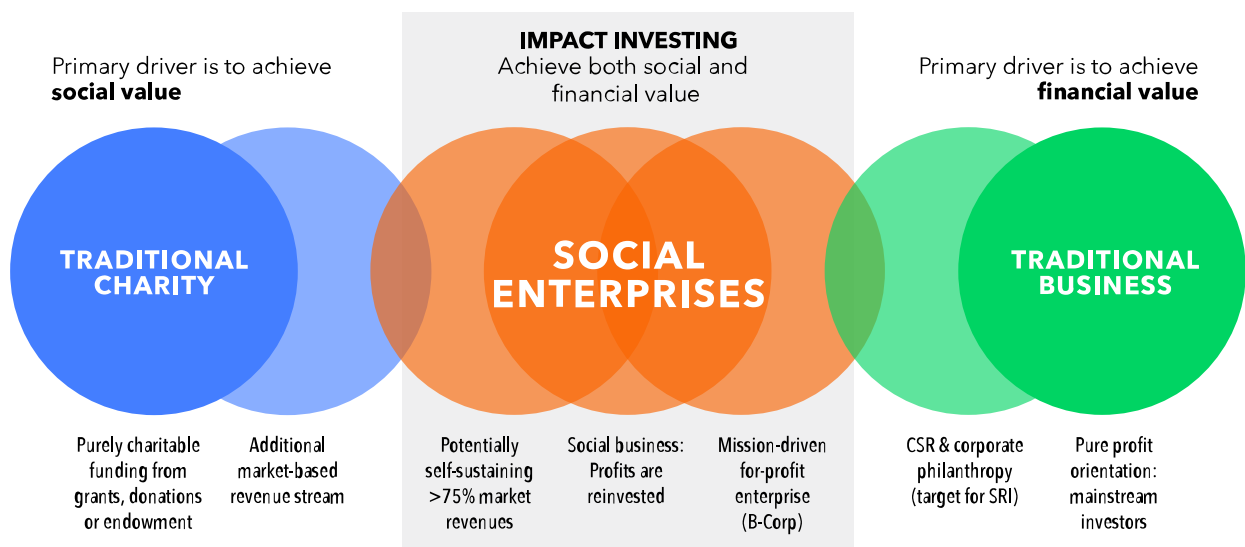 Primary driver is to achieve
social value
IMPACT INVESTING
Achieve both social and
financial value
Primary driver is to achieve
financial value
TRADITIONAL
CHARITY
SOCIAL
ENTERPRISES
TRADITIONAL
BUSINESS
Purely charitable
funding from
grants, donations
or endowment
Additional
market-based
revenue stream
Potentially
self-sustaining
>75% market
revenues
Social business:
Profits are
reinvested
Mission-driven
for-profit
enterprise
(B-Corp)
CSR & corporate
philanthropy
(target for SRI)
Pure profit
orientation:
mainstream
investors